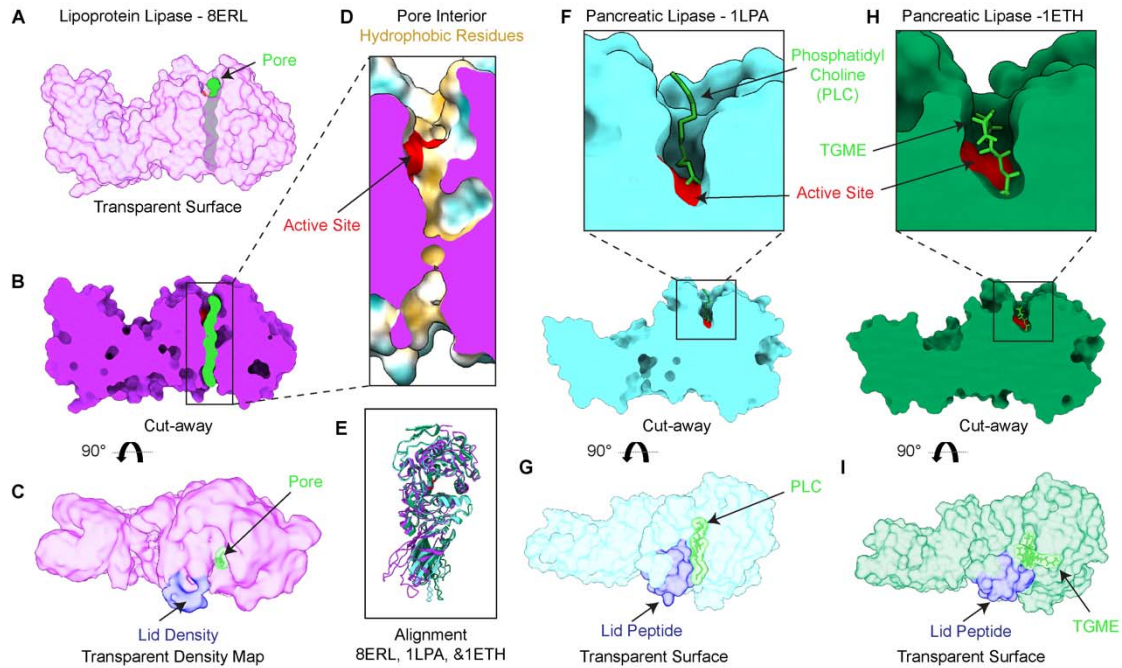 A Lipoprotein Lipase - 8ERL
Pore
Transparent Surface
B
Cut-away
90°
C
Pore
Lid Density
Transparent Density Map
D Pore Interior
Hydrophobic Residues
Active Site
E
Alignment
8ERL, 1LPA, &1ETH
F Pancreatic Lipase - 1LPA
Phosphatidyl
Choline
(PLC)
Active Site
Cut-away
90°
G
PLC
Lid Peptide
Transparent Surface
H Pancreatic Lipase -1ETH
TGME
Cut-away
90°
I
Lid Peptide
TGME
Transparent Surface